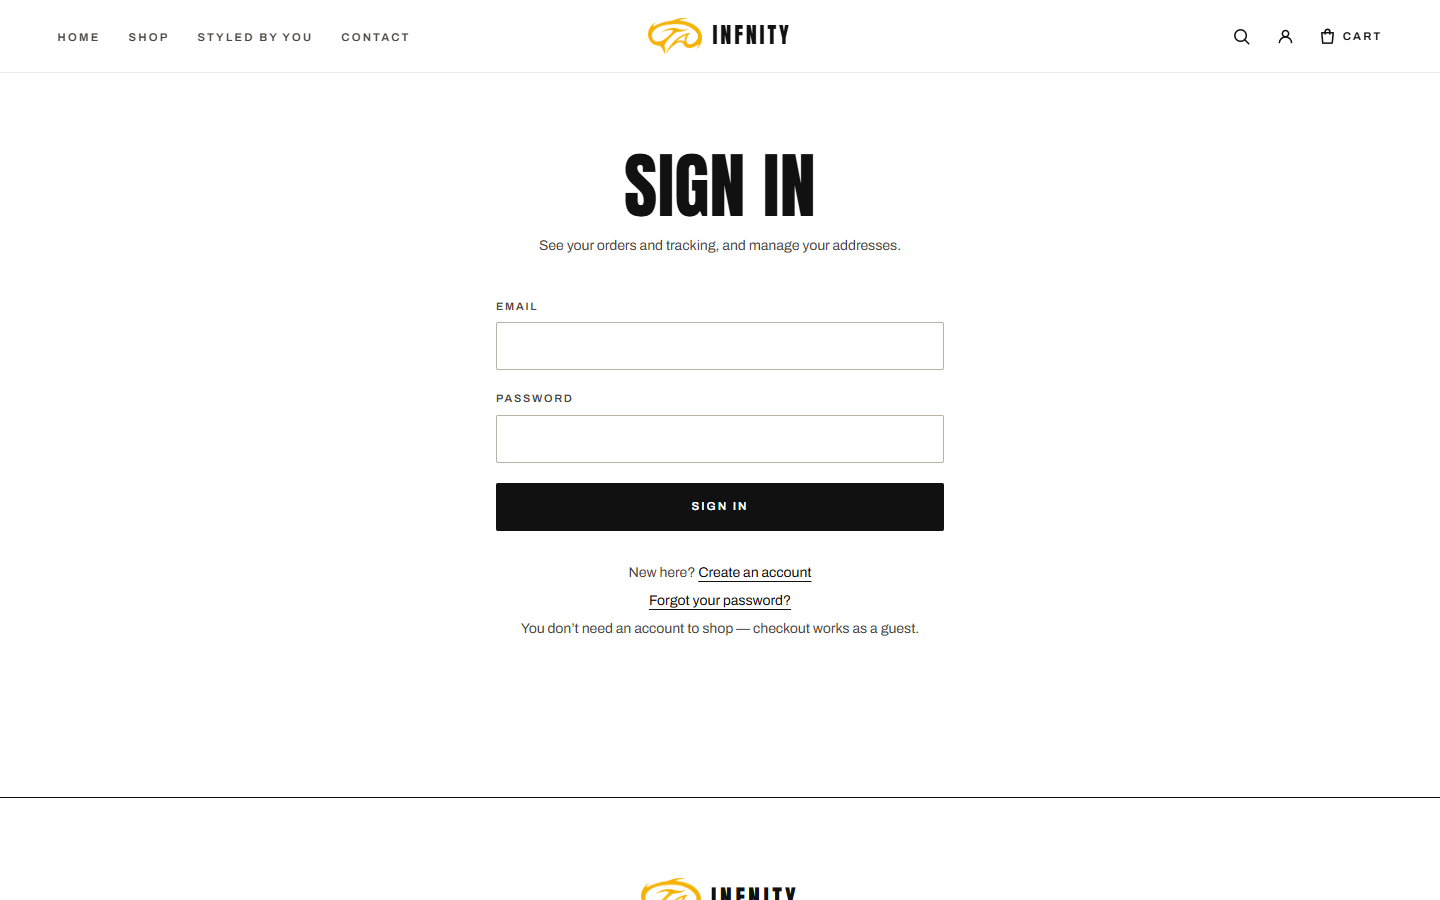 HOME SHOP STYLED BY YOU CONTACT INFNITY CART
SIGN IN
See your orders and tracking, and manage your addresses.
EMAIL
PASSWORD
SIGN IN
New here? Create an account
Forgot your password?
You don’t need an account to shop — checkout works as a guest.
INFNITY